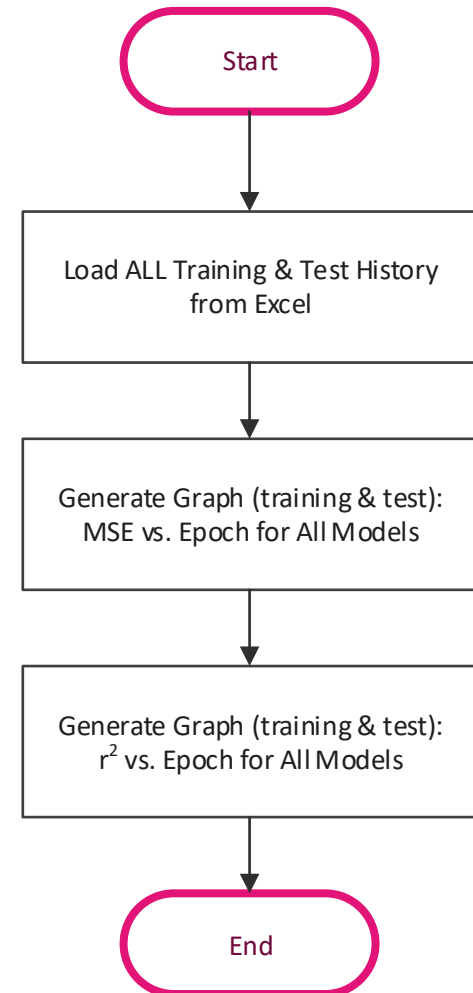 Start
Load ALL Training & Test History
from Excel
Generate Graph (training & test):
MSE vs. Epoch for All Models
Generate Graph (training & test):
r² vs. Epoch for All Models
End